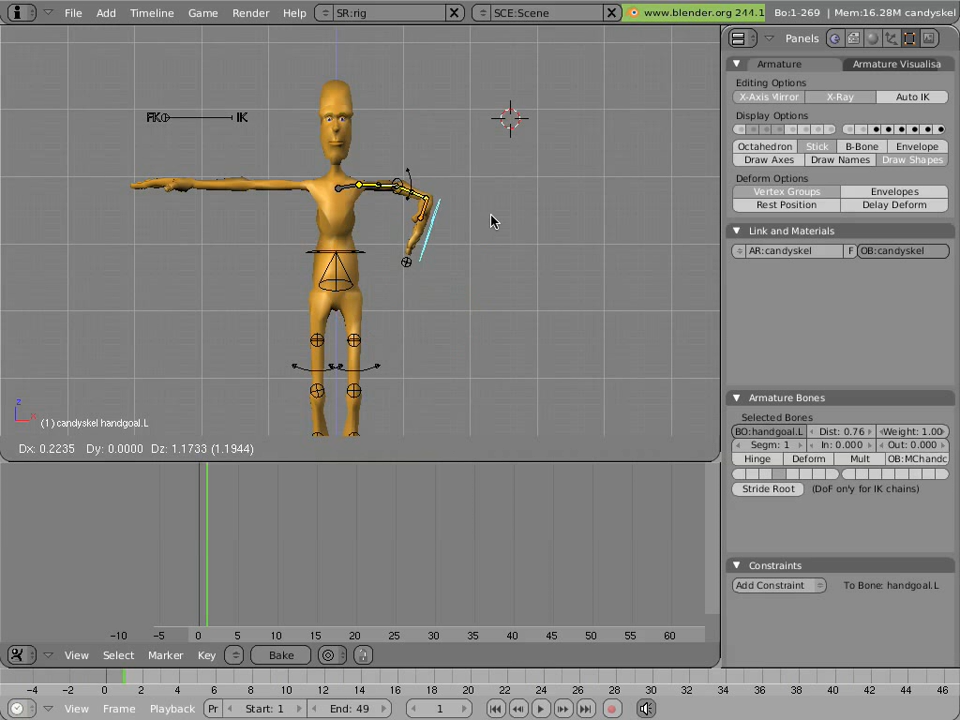 File Add Timeline Game Render Help SR:rig SCE:Scene www.blender.org 244.1 Bo:1-269 | Mem:16.28M candyskel
Panels
Armature Armature Visualisa
Editing Options
X-Axis Mirror X-Ray Auto IK
Display Options
Octahedron Stick B-Bone Envelope
Draw Axes Draw Names Draw Shapes
Deform Options
Vertex Groups Envelopes
Rest Position Delay Deform
Link and Materials
AR:candyskel F OB:candyskel
Armature Bones
Selected Bones
BO:handgoal.L Dist: 0.76 Weight: 1.00
Segm: 1 In: 0.000 Out: 0.000
Hinge Deform Mult OB:MChandc
Stride Root (DoF only for IK chains)
Constraints
Add Constraint To Bone: handgoal.L
FK IK
z
x
(1) candyskel handgoal.L
Dx: 0.2235 Dy: 0.0000 Dz: 1.1733 (1.1944)
-10 -5 0 5 10 15 20 25 30 35 40 45 50 55 60
View Select Marker Key Bake
-4 -2 0 2 4 6 8 10 12 14 16 18 20 22 24 26 28 30 32 34 36 38 40 42 44 46
View Frame Playback Pr Start: 1 End: 49 1